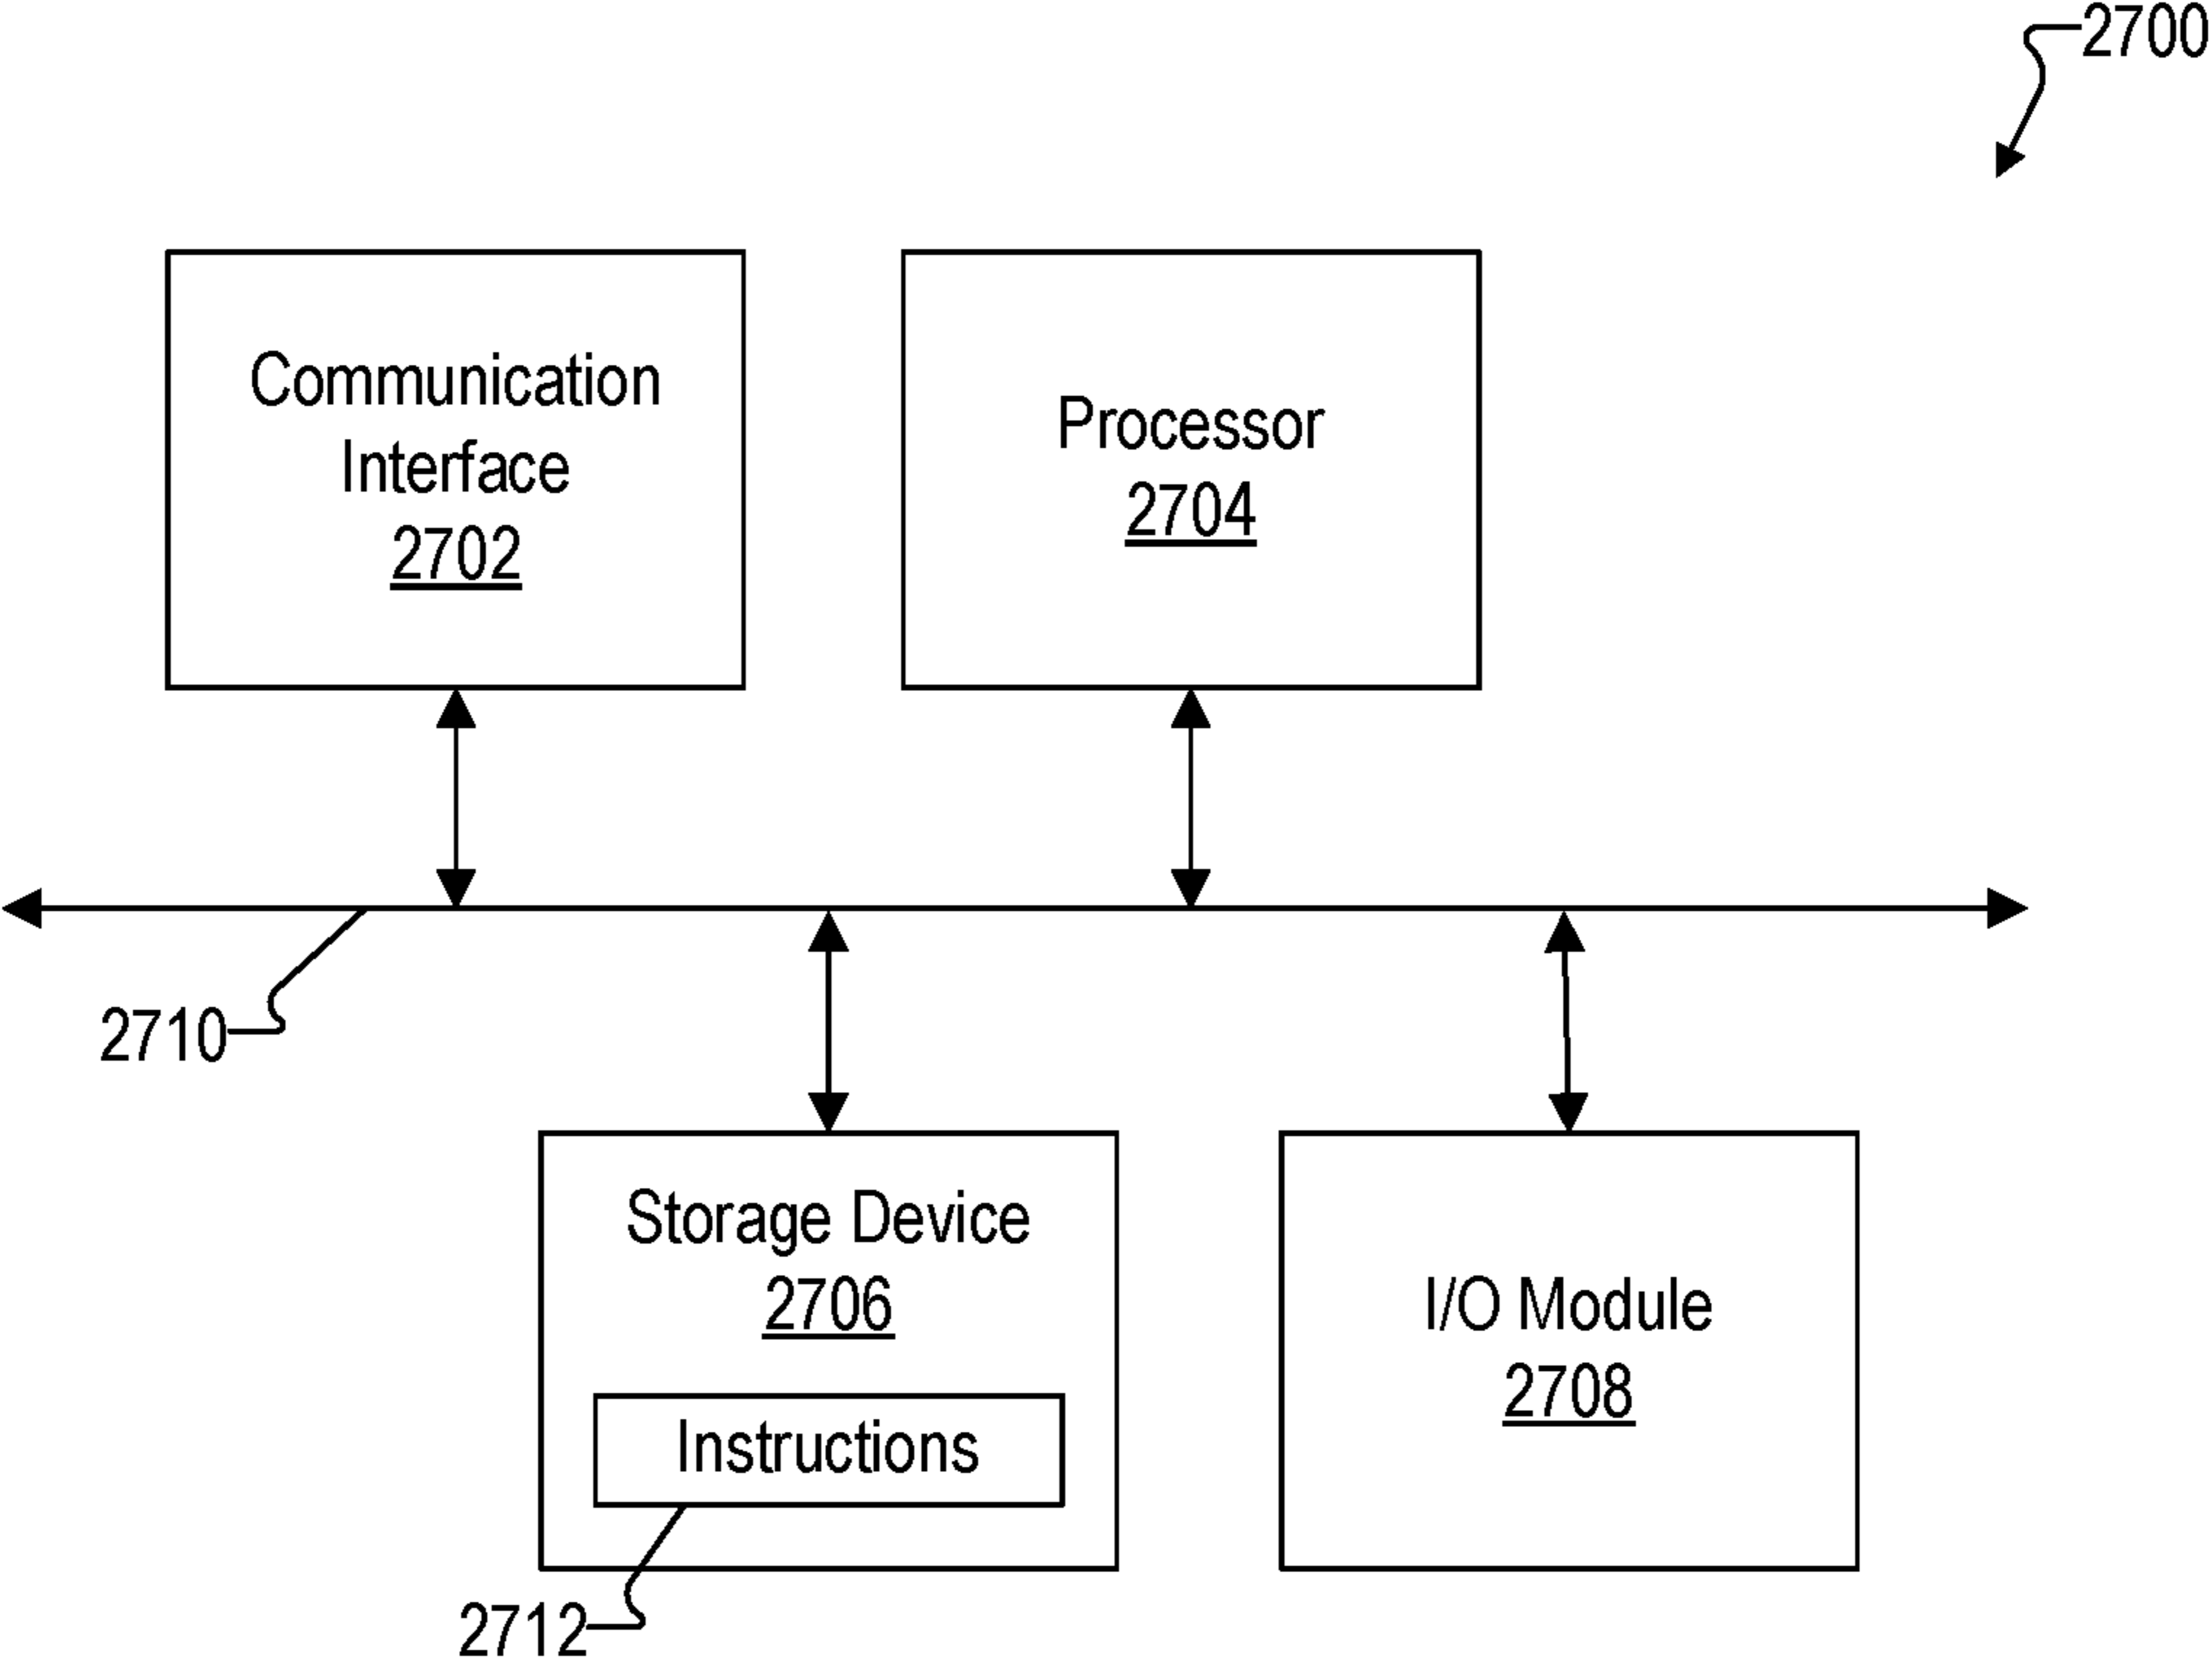 2700
Communication
Interface
2702
Processor
2704
2710
Storage Device
2706
Instructions
2712
I/O Module
2708